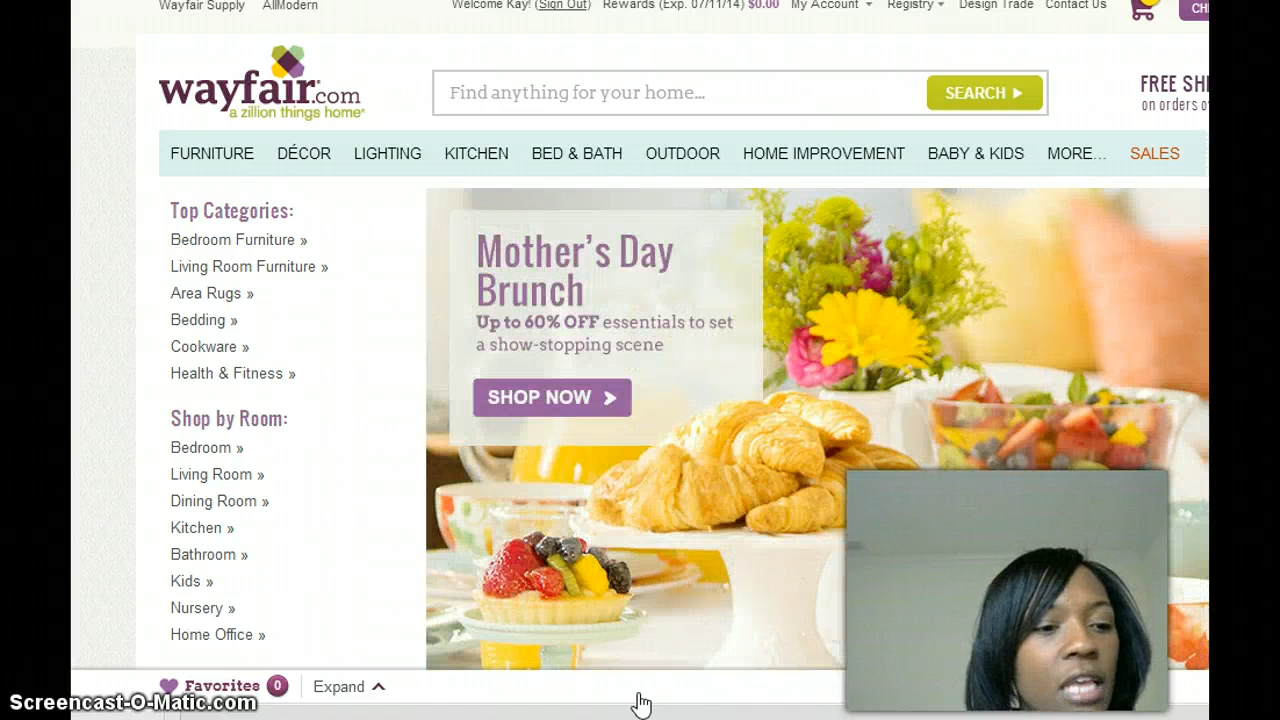 Wayfair Supply AllModern Welcome Kay! (Sign Out) Rewards (Exp. 07/11/14) $0.00 My Account Registry Design Trade Contact Us
wayfair.com
a zillion things home
Find anything for your home...
SEARCH
FREE
on orders
FURNITURE DÉCOR LIGHTING KITCHEN BED & BATH OUTDOOR HOME IMPROVEMENT BABY & KIDS MORE... SALES
Top Categories:
Bedroom Furniture »
Living Room Furniture »
Area Rugs »
Bedding »
Cookware »
Health & Fitness »
Shop by Room:
Bedroom »
Living Room »
Dining Room »
Kitchen »
Bathroom »
Kids »
Nursery »
Home Office »
Mother's Day
Brunch
Up to 60% OFF essentials to set
a show-stopping scene
SHOP NOW
Favorites 0 Expand
Screencast-O-Matic.com